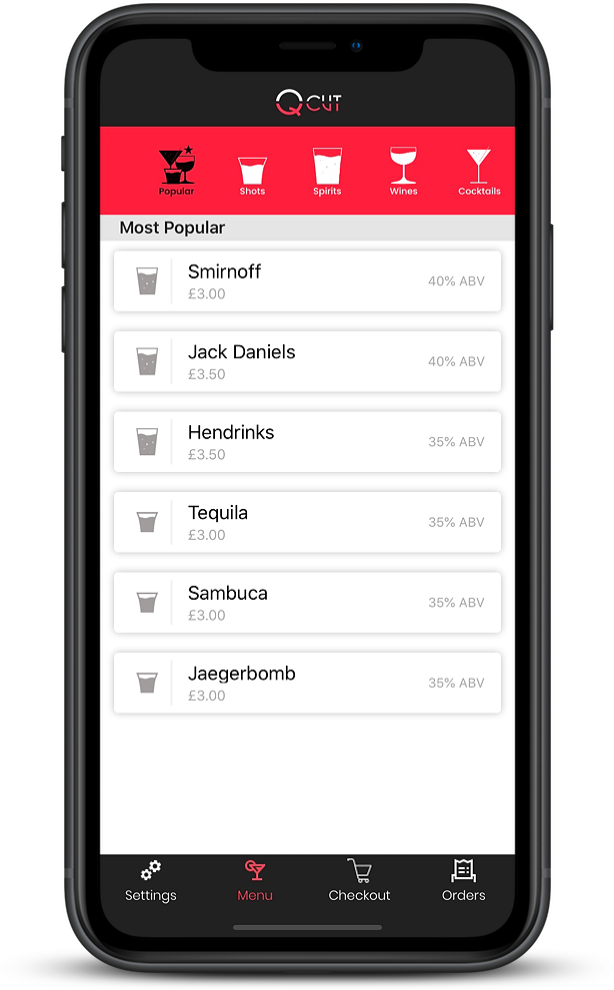 QCUT
Popular
Shots
Spirits
Wines
Cocktails
Most Popular
Smirnoff
£3.00
40% ABV
Jack Daniels
£3.50
40% ABV
Hendrinks
£3.50
35% ABV
Tequila
£3.00
35% ABV
Sambuca
£3.00
35% ABV
Jaegerbomb
£3.00
35% ABV
Settings
Menu
Checkout
Orders